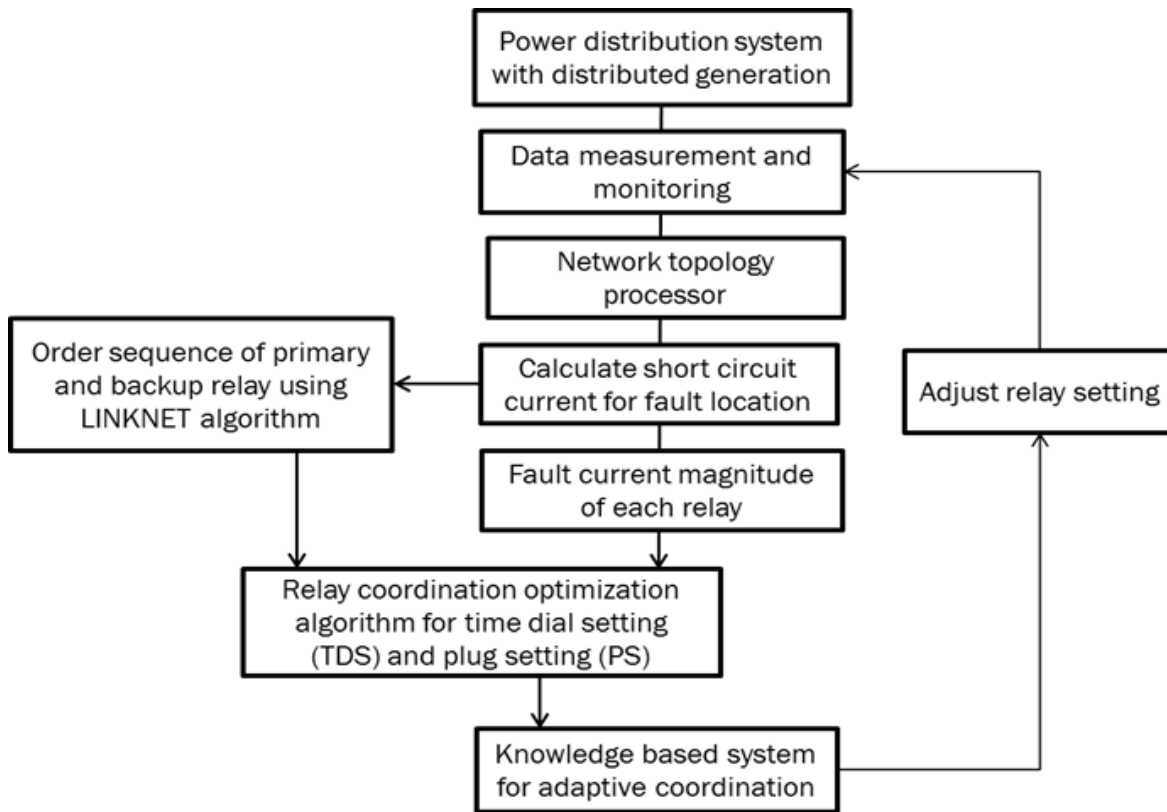 Power distribution system
with distributed generation
Data measurement and
monitoring
Network topology
processor
Order sequence of primary
and backup relay using
LINKNET algorithm
Calculate short circuit
current for fault location
Adjust relay setting
Fault current magnitude
of each relay
Relay coordination optimization
algorithm for time dial setting
(TDS) and plug setting (PS)
Knowledge based system
for adaptive coordination